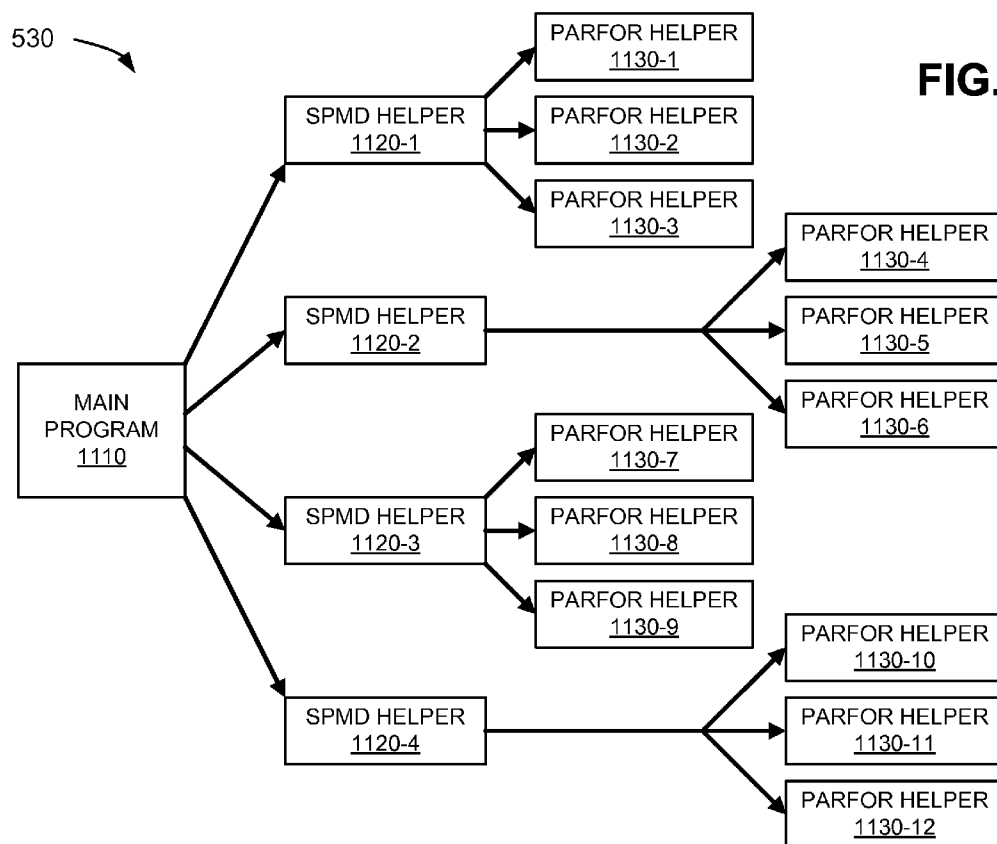 530
PARFOR HELPER
1130-1
FIG.
SPMD HELPER
1120-1
PARFOR HELPER
1130-2
PARFOR HELPER
1130-3
PARFOR HELPER
1130-4
SPMD HELPER
1120-2
PARFOR HELPER
1130-5
PARFOR HELPER
1130-6
MAIN
PROGRAM
1110
PARFOR HELPER
1130-7
SPMD HELPER
1120-3
PARFOR HELPER
1130-8
PARFOR HELPER
1130-9
PARFOR HELPER
1130-10
SPMD HELPER
1120-4
PARFOR HELPER
1130-11
PARFOR HELPER
1130-12